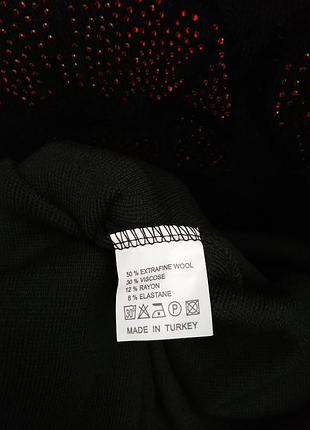 50 % EXTRAFINE WOOL
30 % VISCOSE
12 % RAYON
8 % ELASTANE
30° P
MADE IN TURKEY